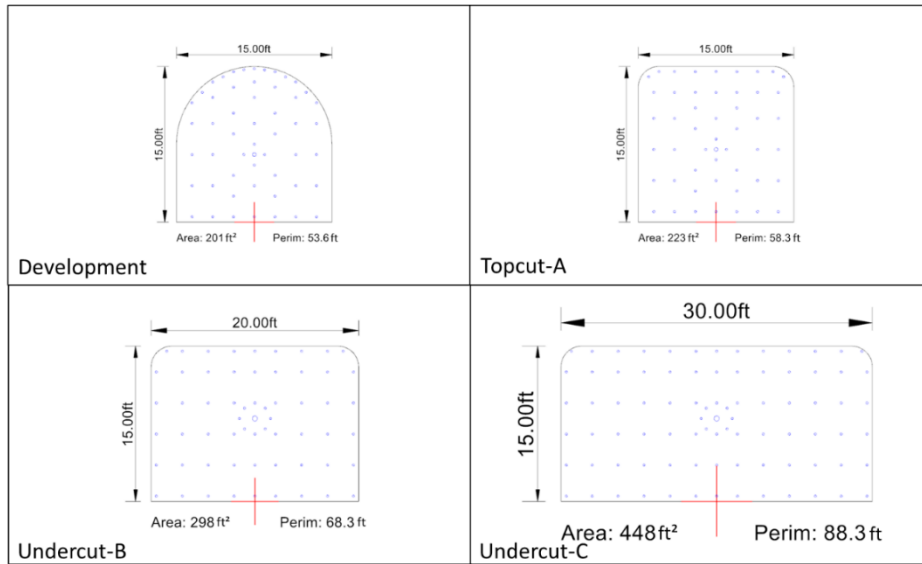 15.00ft
15.00ft
Area: 201 ft² Perim: 53.6 ft
Development
15.00ft
15.00ft
Area: 223 ft² Perim: 58.3 ft
Topcut-A
20.00ft
15.00ft
Area: 298 ft² Perim: 68.3 ft
Undercut-B
30.00ft
15.00ft
Area: 448 ft² Perim: 88.3 ft
Undercut-C